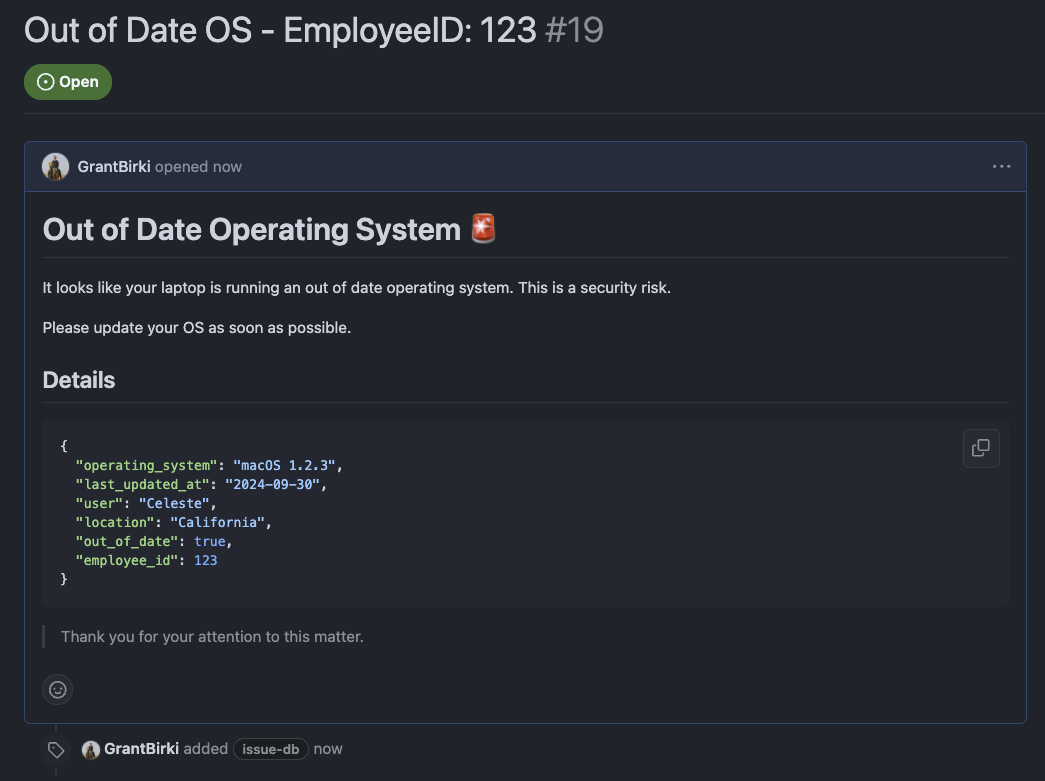 Out of Date OS - EmployeeID: 123 #19
Open
GrantBirki opened now
Out of Date Operating System 🚨
It looks like your laptop is running an out of date operating system. This is a security risk.
Please update your OS as soon as possible.
Details
{
  "operating_system": "macOS 1.2.3",
  "last_updated_at": "2024-09-30",
  "user": "Celeste",
  "location": "California",
  "out_of_date": true,
  "employee_id": 123
}
Thank you for your attention to this matter.
GrantBirki added issue-db now